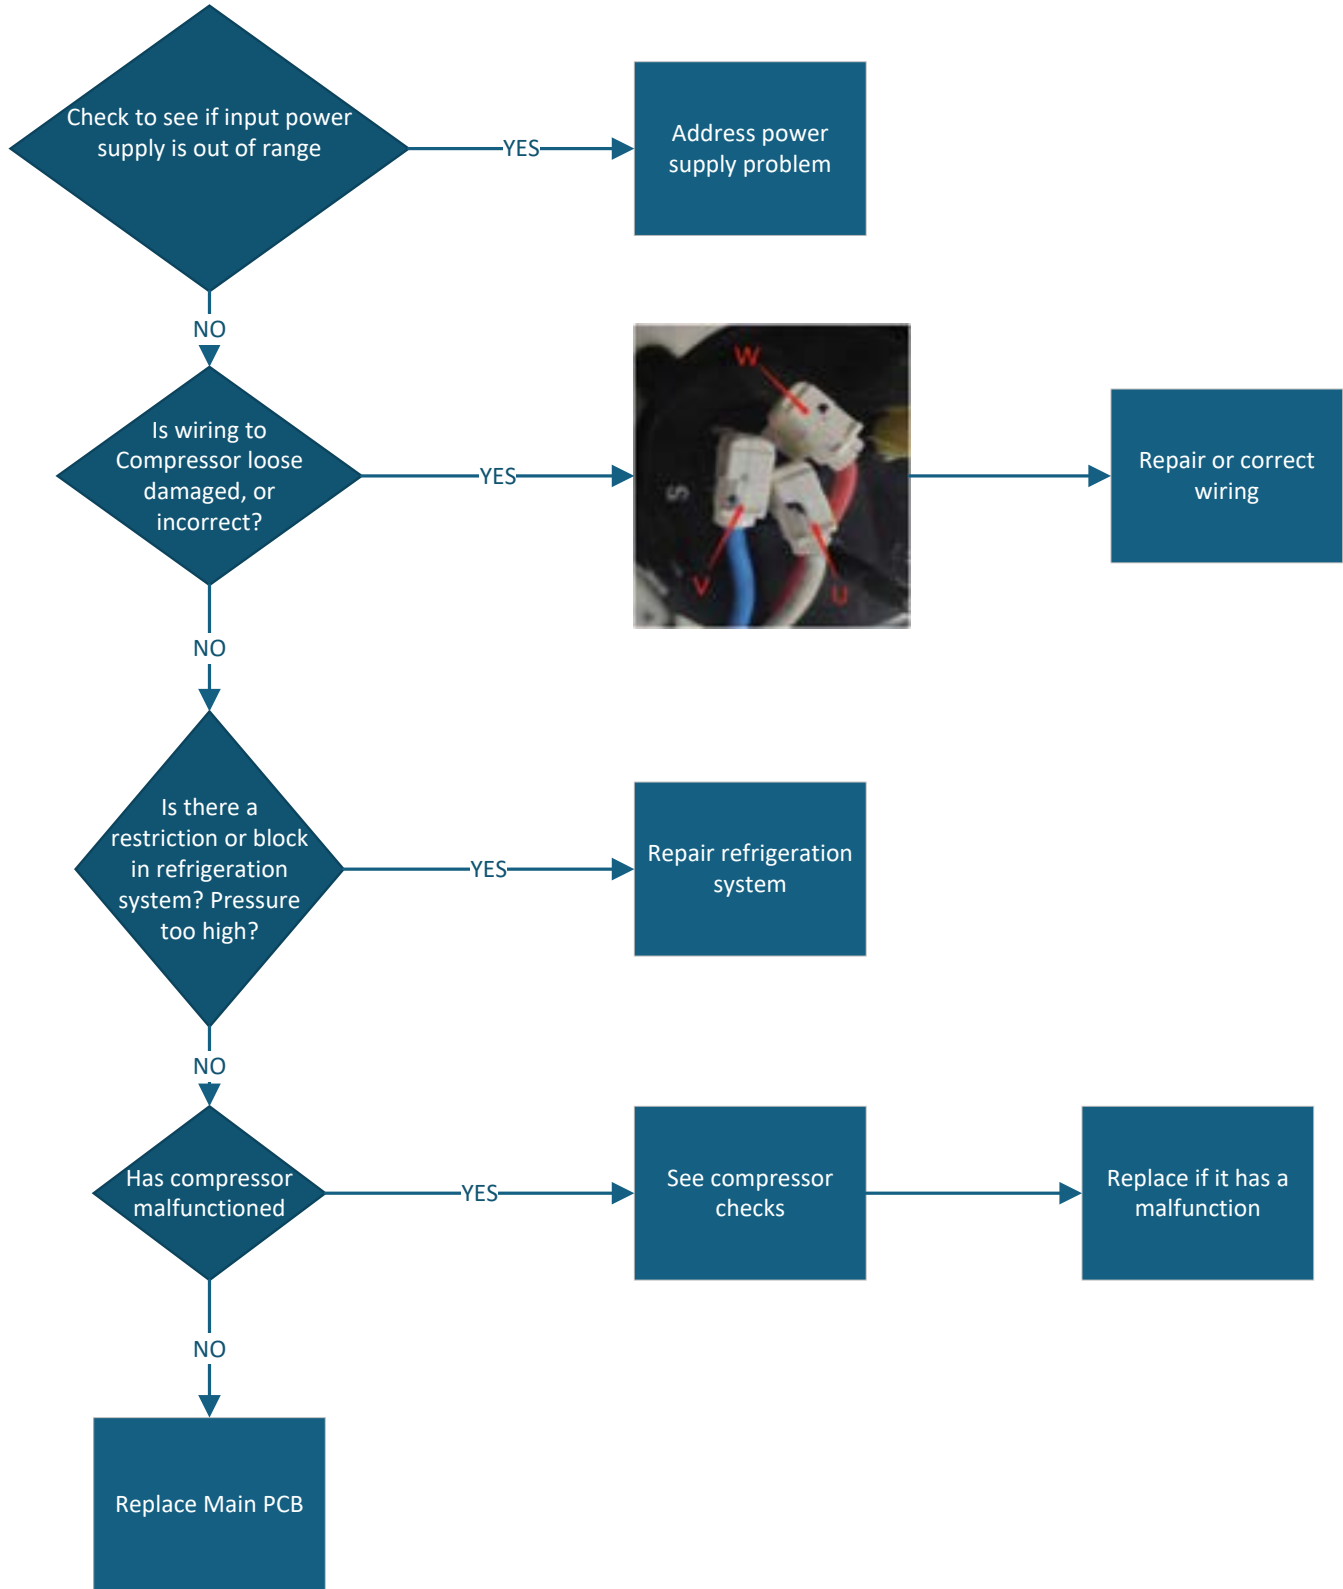 Check to see if input power
supply is out of range
YES
Address power
supply problem
NO
Is wiring to
Compressor loose
damaged, or
incorrect?
YES
W
S
V
U
Repair or correct
wiring
NO
Is there a
restriction or block
in refrigeration
system? Pressure
too high?
YES
Repair refrigeration
system
NO
Has compressor
malfunctioned
YES
See compressor
checks
Replace if it has a
malfunction
NO
Replace Main PCB